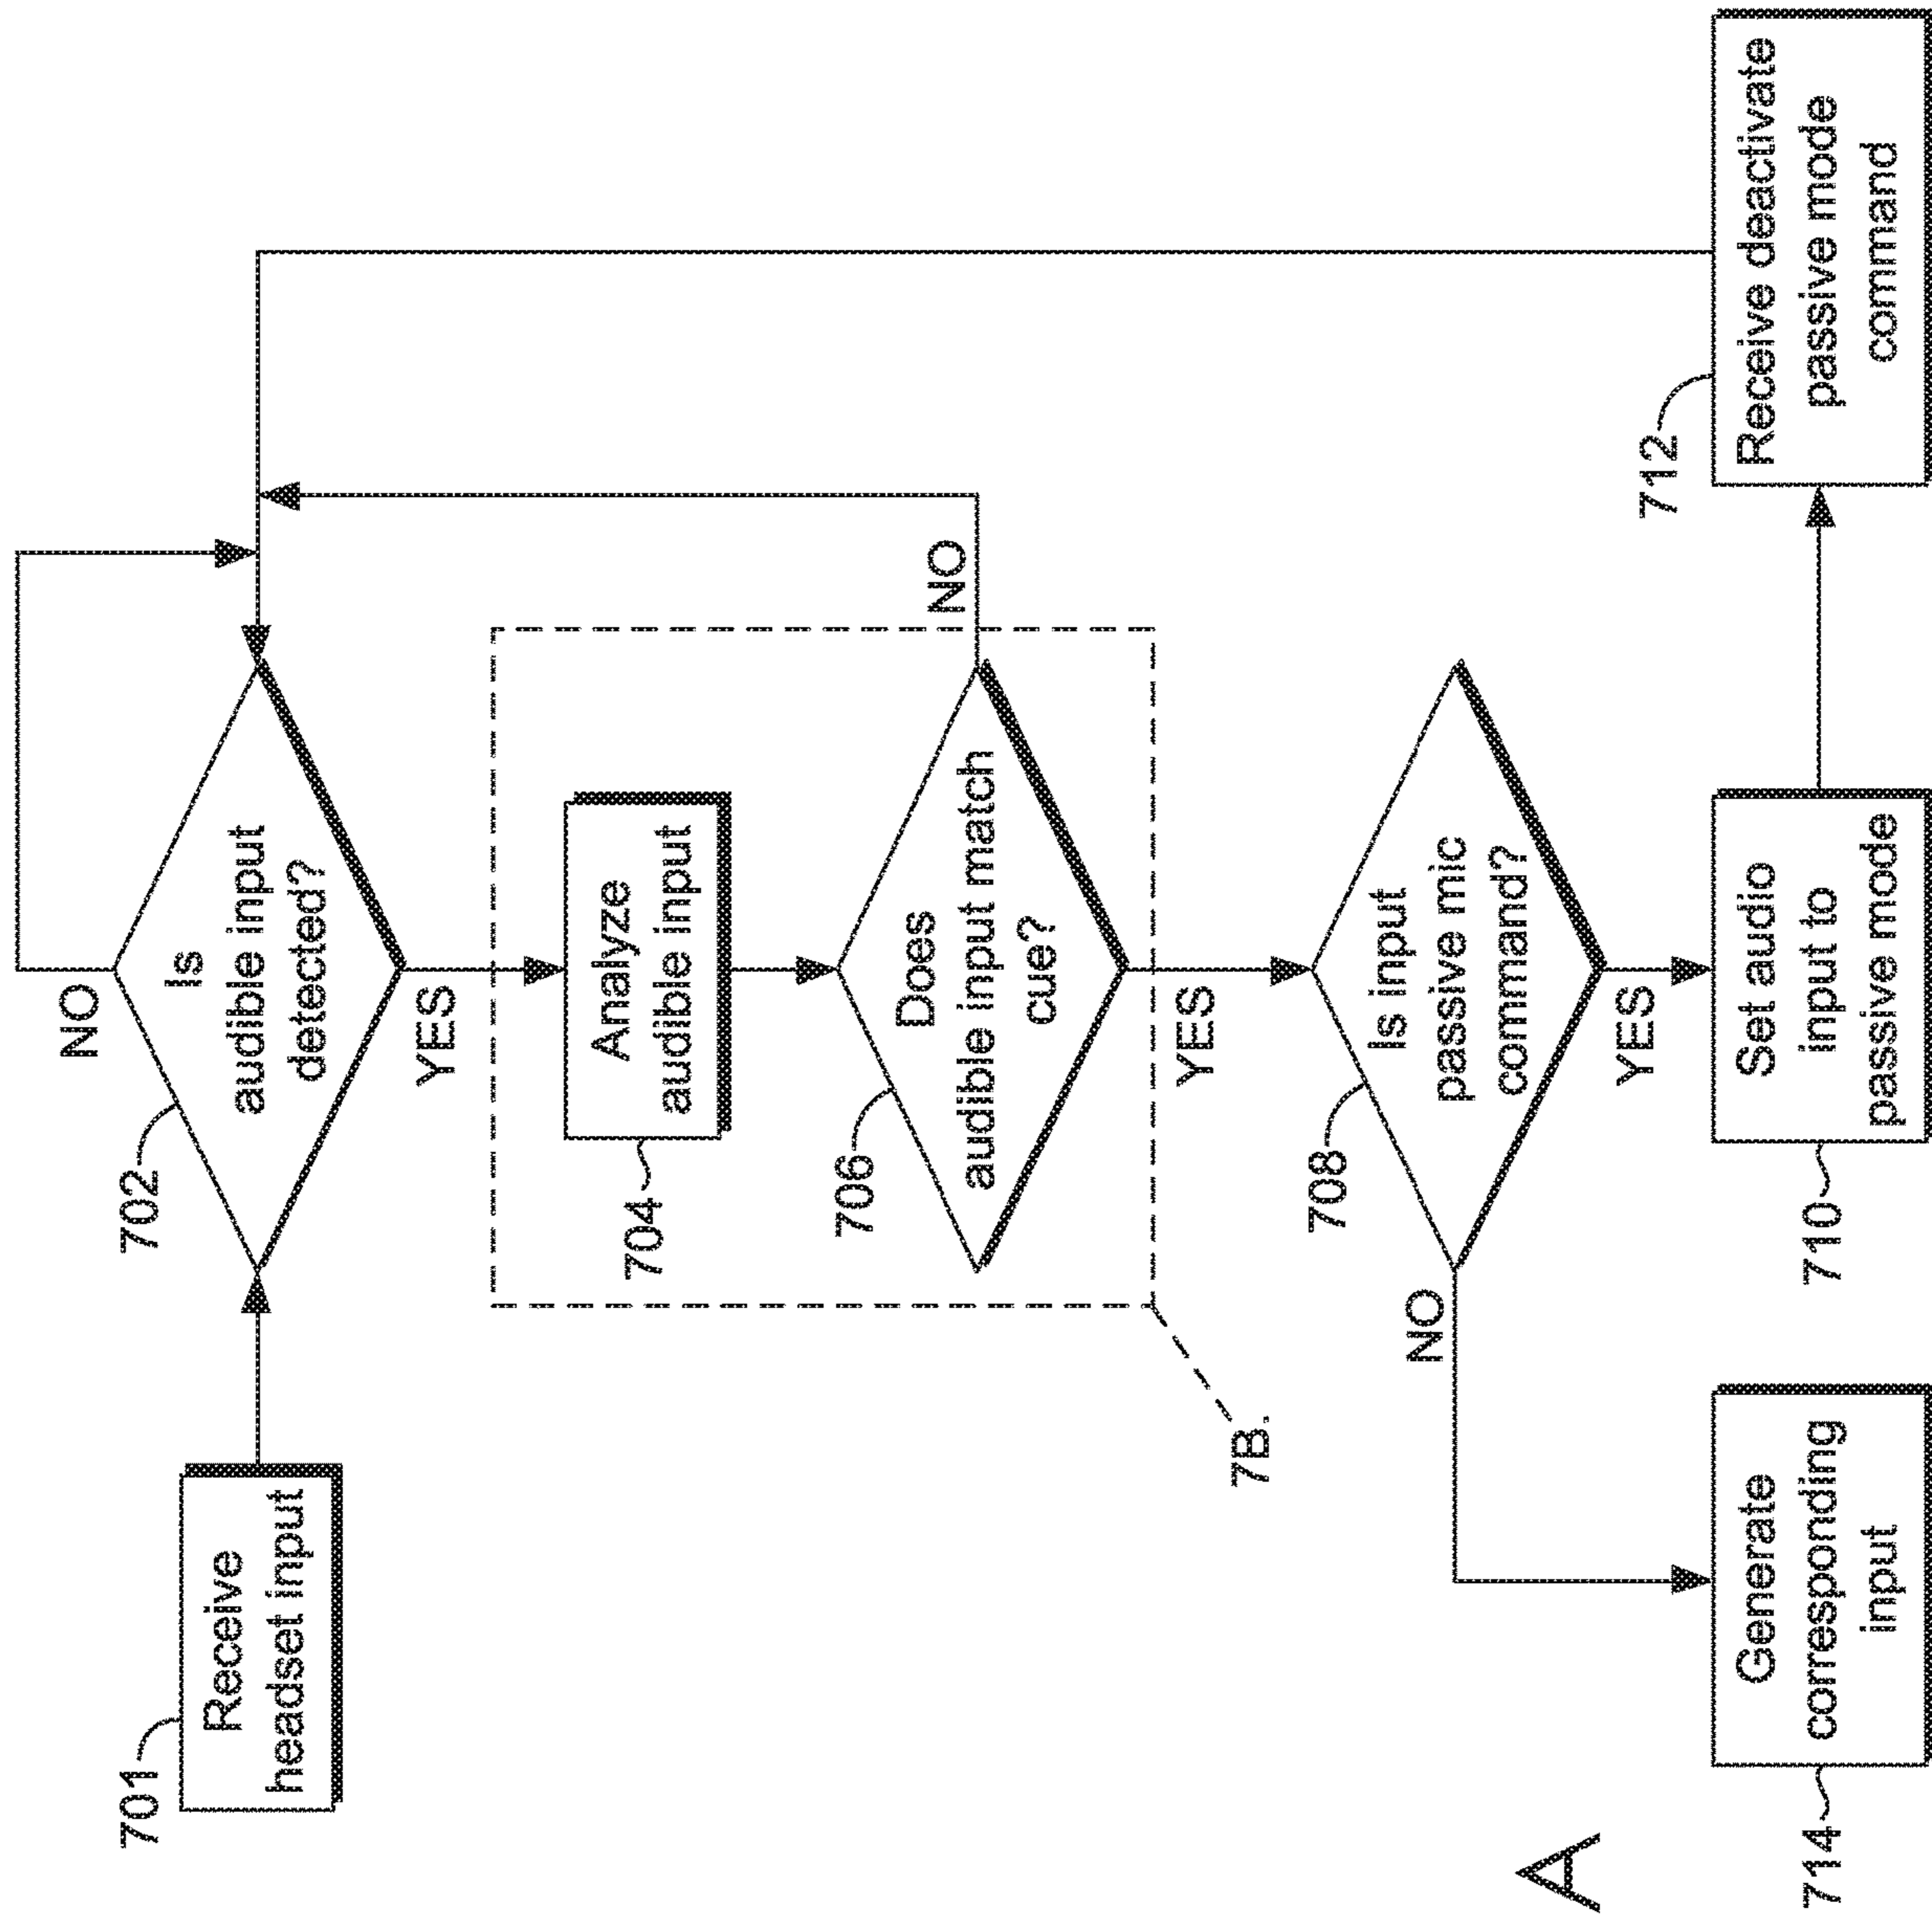 701
Receive
headset input
702
Is
audible input
detected?
NO
YES
704
Analyze
audible input
706
Does
audible input match
cue?
NO
YES
7B.
708
Is input
passive mic
command?
NO
YES
714
Generate
corresponding
input
710
Set audio
input to
passive mode
712
Receive deactivate
passive mode
command
A